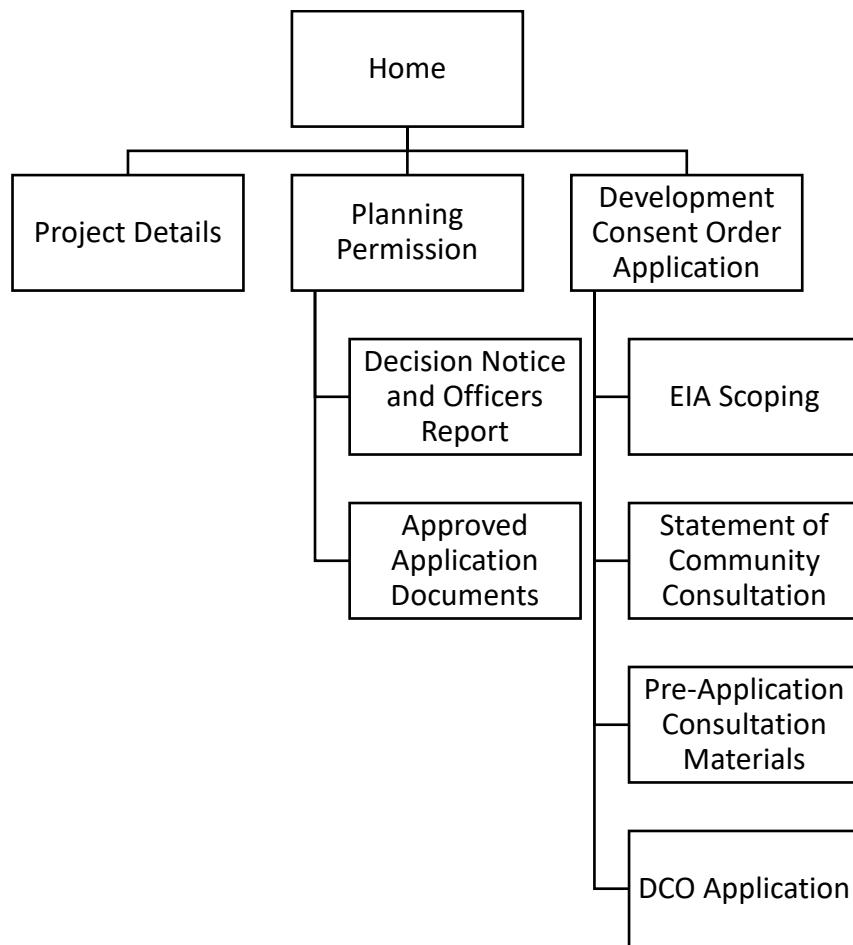 Home
Project Details
Planning
Permission
Development
Consent Order
Application
Decision Notice
and Officers
Report
Approved
Application
Documents
EIA Scoping
Statement of
Community
Consultation
Pre-Application
Consultation
Materials
DCO Application